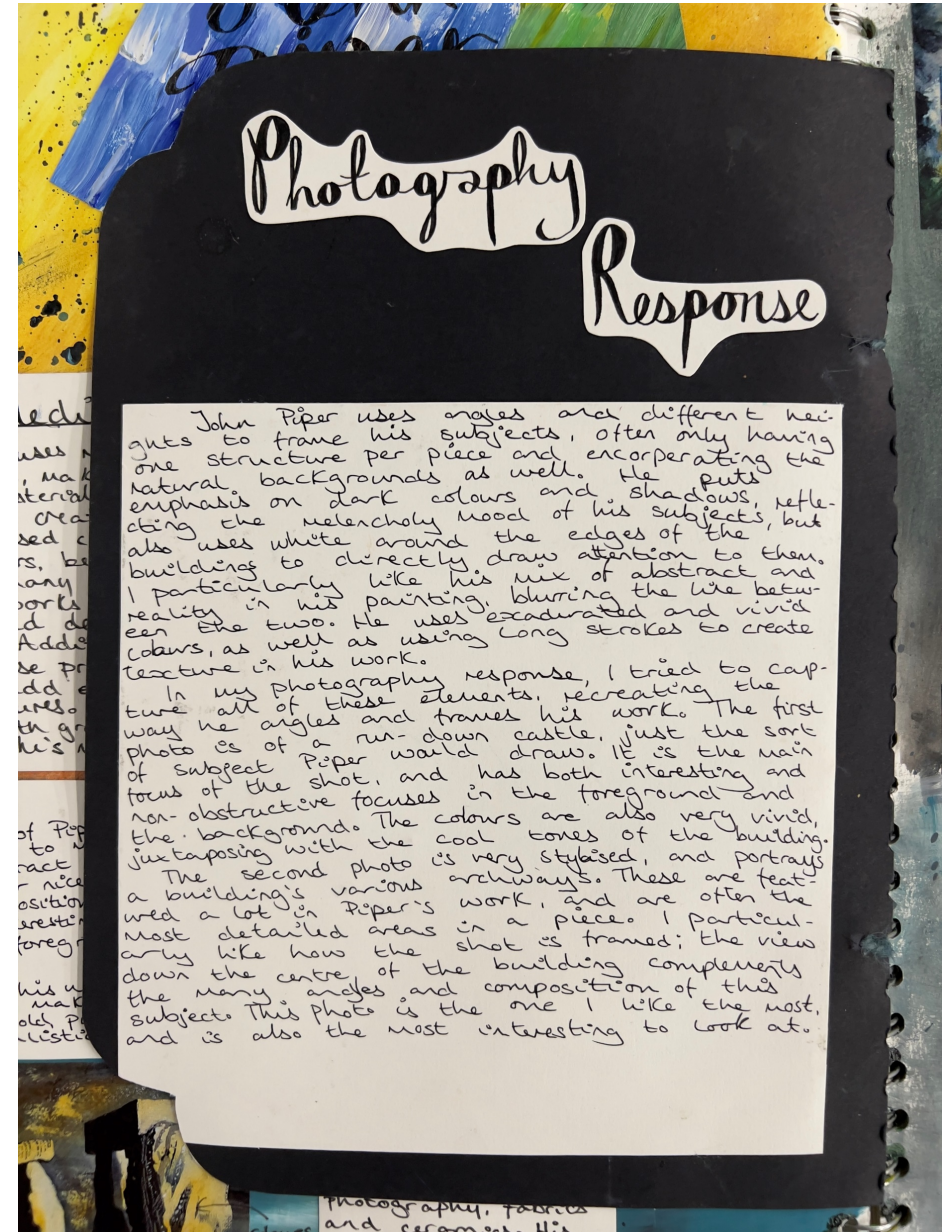 Photography
Response
John Piper uses angles and different hei-
ghts to frame his subjects, often only having
one structure per piece and encorperating the
natural backgrounds as well. He puts
emphasis on dark colours and shadows, refle-
cting the melencholy mood of his subjects, but
also uses white around the edges of the
buildings to directly draw attention to them.
I particularly like his mix of abstract and
reality in his painting, blurring the line betw-
een the two. He uses exadurated and vivid
colours, as well as using long strokes to create
texture in his work.
In my photography response, I tried to cap-
ture all of these elements, recreating the
way he angles and frames his work. The first
photo is of a run-down castle, just the sort
of subject Piper would draw. It is the main
focus of the shot, and has both interesting and
non-obstructive focuses in the foreground and
the background. The colours are also very vivid,
juxtaposing with the cool tones of the building.
The second photo is very stylised, and portrays
a building's various archways. These are feat-
ured a lot in Piper's work, and are often the
most detailed areas in a piece. I particul-
arly like how the shot is framed; the view
down the centre of the building complements
the many angles and composition of this
subject. This photo is the one I like the most,
and is also the most interesting to look at.
photography, fabrics
and ceramics. His